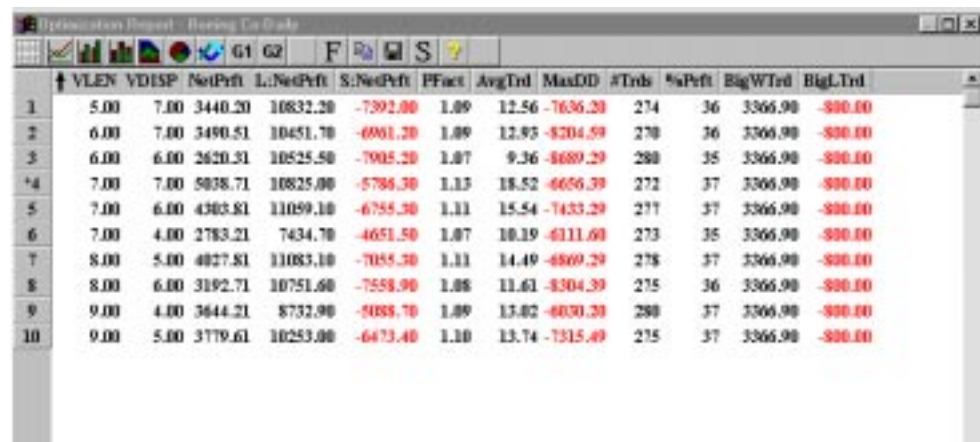 Optimization Report - Boeing Co-Daily
G1 G2 F S ?
VLEN VDISP NetPrft L:NetPrft S:NetPrft PFact AvgTrd MaxDD #Trds %Prft BigWTrd BigLTrd
1 5.00 7.00 3440.20 10832.20 -7392.00 1.09 12.56 -7636.20 274 36 3366.90 -800.00
2 6.00 7.00 3490.51 10451.70 -6961.20 1.09 12.93 -8204.59 270 36 3366.90 -800.00
3 6.00 6.00 2620.31 10525.50 -7905.20 1.07 9.36 -8689.29 280 35 3366.90 -800.00
*4 7.00 7.00 5038.71 10825.00 -5786.30 1.13 18.52 -6656.39 272 37 3366.90 -800.00
5 7.00 6.00 4303.81 11059.10 -6755.30 1.11 15.54 -7433.29 277 37 3366.90 -800.00
6 7.00 4.00 2783.21 7434.70 -4651.50 1.07 10.19 -6111.60 273 35 3366.90 -800.00
7 8.00 5.00 4027.81 11083.10 -7055.30 1.11 14.49 -6869.29 278 37 3366.90 -800.00
8 8.00 6.00 3192.71 10751.60 -7558.90 1.08 11.61 -8304.39 275 36 3366.90 -800.00
9 9.00 4.00 3644.21 8732.90 -5088.70 1.09 13.02 -6030.20 280 37 3366.90 -800.00
10 9.00 5.00 3779.61 10253.00 -6473.40 1.10 13.74 -7315.49 275 37 3366.90 -800.00